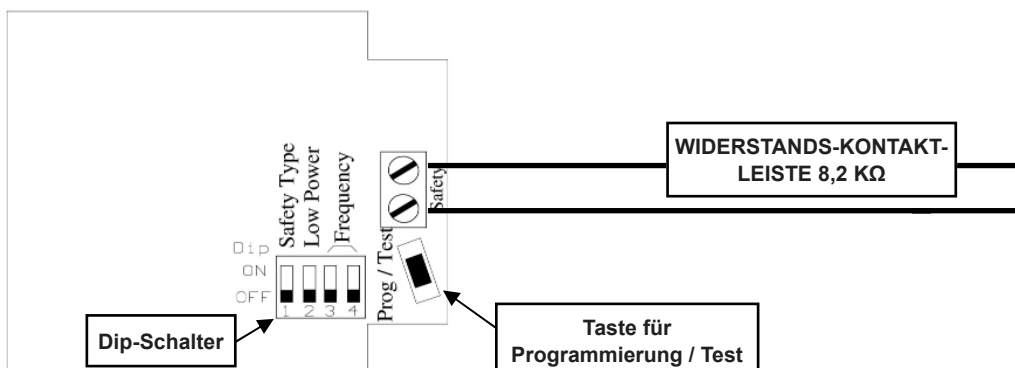 WIDERSTANDS-KONTAKT-
LEISTE 8,2 KΩ
Safety
Safety Type
Low Power
Frequency
Prog / Test
Dip
ON
OFF
1 2 3 4
Dip-Schalter
Taste für
Programmierung / Test